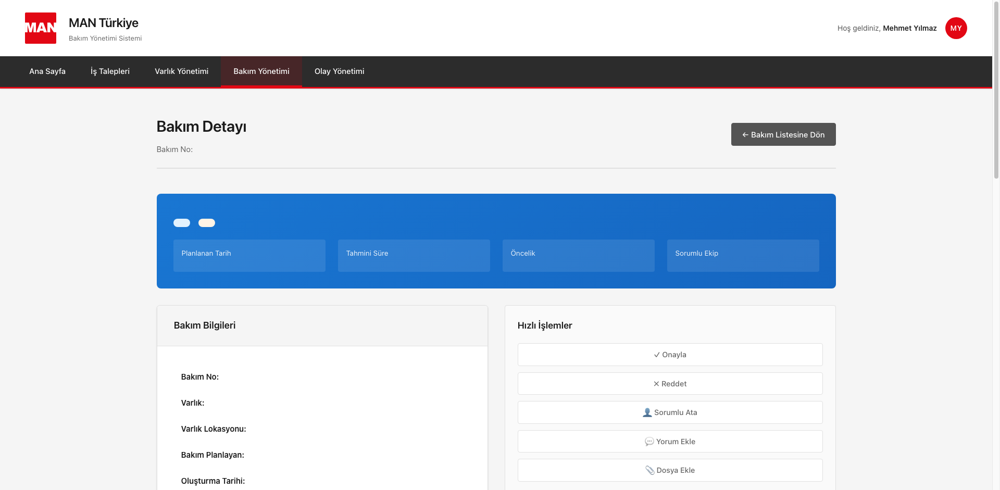 MAN
MAN Türkiye
Bakım Yönetimi Sistemi
Hoş geldiniz, Mehmet Yılmaz
MY
Ana Sayfa
İş Talepleri
Varlık Yönetimi
Bakım Yönetimi
Olay Yönetimi
Bakım Detayı
Bakım No:
← Bakım Listesine Dön
Planlanan Tarih
Tahmini Süre
Öncelik
Sorumlu Ekip
Bakım Bilgileri
Bakım No:
Varlık:
Varlık Lokasyonu:
Bakım Planlayan:
Oluşturma Tarihi:
Hızlı İşlemler
✓ Onayla
✕ Reddet
👤 Sorumlu Ata
💬 Yorum Ekle
📎 Dosya Ekle